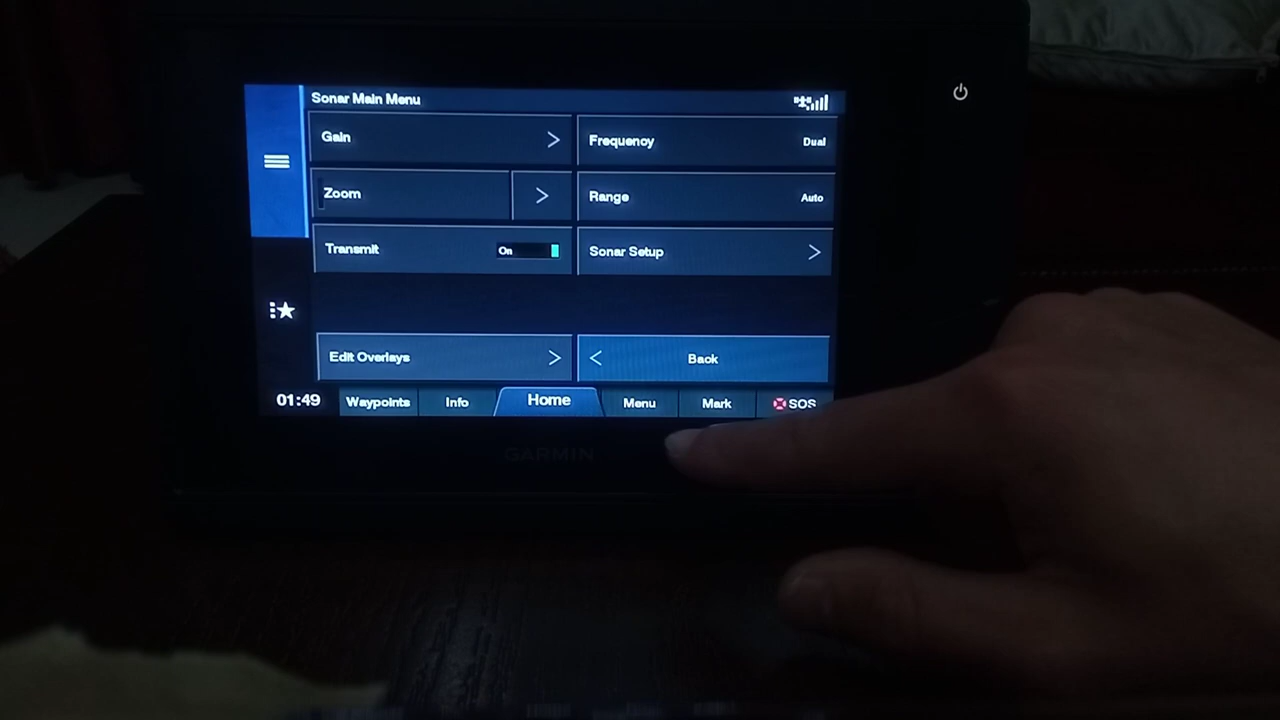 Sonar Main Menu
Gain
Frequency Dual
Zoom
Range Auto
Transmit On
Sonar Setup
Edit Overlays
Back
01:49 Waypoints Info Home Menu Mark SOS
GARMIN